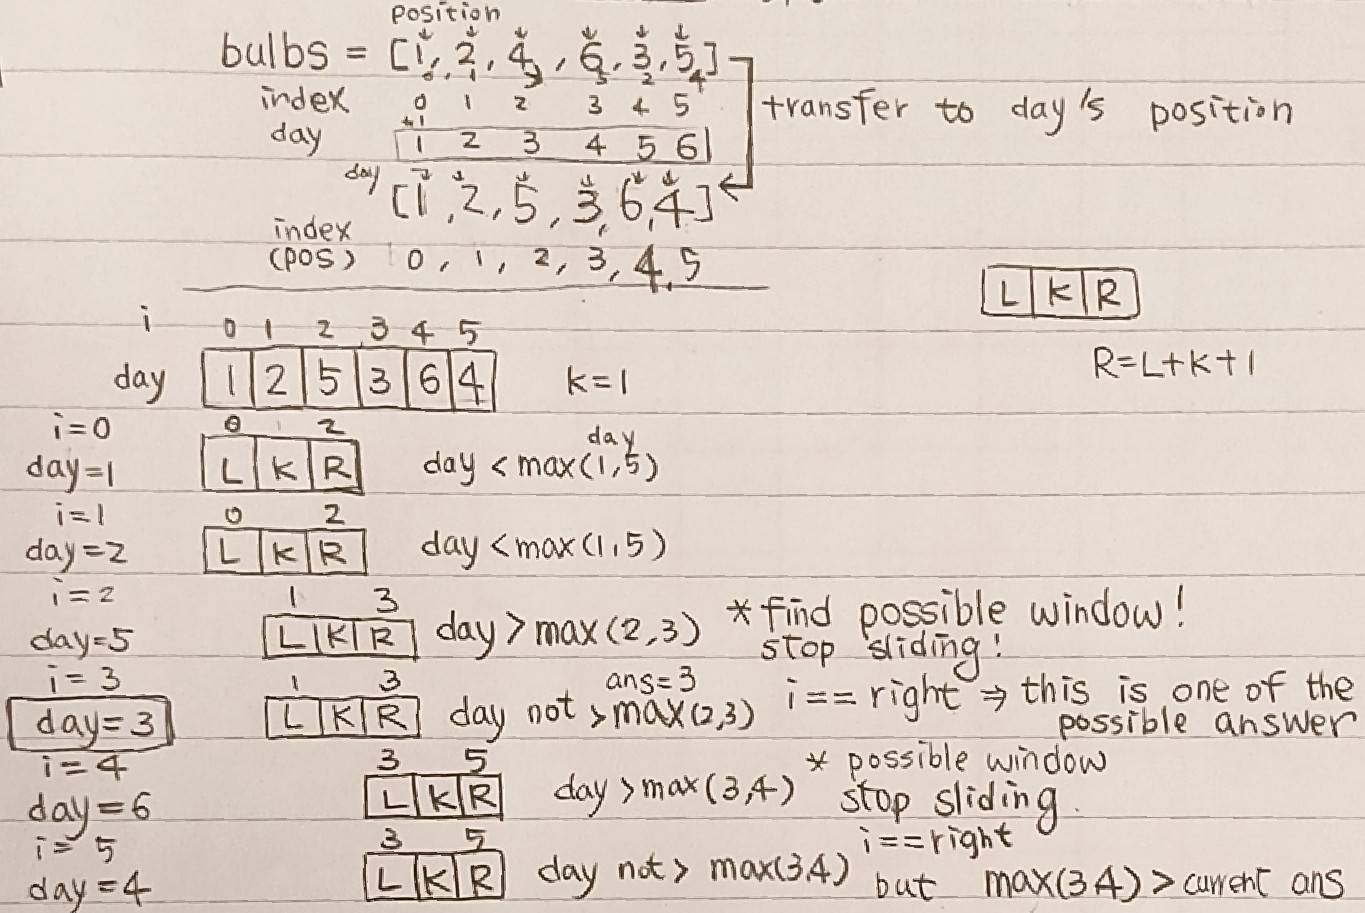 position
bulbs = [1, 2, 4, 6, 3, 5]
0, 1, 3, 5, 2, 4
index 0 1 2 3 4 5
transfer to day's position
+1
day 1 2 3 4 5 6
day [1, 2, 5, 3, 6, 4]
index
(pos) 0, 1, 2, 3, 4, 5
L K R
i 0 1 2 3 4 5
R=L+K+1
day 1 2 5 3 6 4 K=1
i=0 0 1 2 day
day=1 L K R day < max(1,5)
i=1 0 2
day=2 L K R day < max(1,5)
i=2 1 3
day=5 L K R day > max(2,3) * find possible window!
stop sliding!
i=3 1 3 ans=3
day=3 L K R day not > max(2,3) i==right ⇒ this is one of the
possible answer
i=4 3 5 * possible window
day=6 L K R day > max(3,4) stop sliding.
i=5 3 5 i==right
day=4 L K R day not > max(3,4) but max(3,4) > current ans